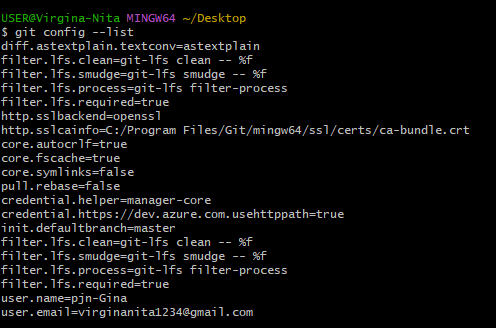 USER@Virgina-Nita MINGW64 ~/Desktop
$ git config --list
diff.astextplain.textconv=astextplain
filter.lfs.clean=git-lfs clean -- %f
filter.lfs.smudge=git-lfs smudge -- %f
filter.lfs.process=git-lfs filter-process
filter.lfs.required=true
http.sslbackend=openssl
http.sslcainfo=C:/Program Files/Git/mingw64/ssl/certs/ca-bundle.crt
core.autocrlf=true
core.fscache=true
core.symlinks=false
pull.rebase=false
credential.helper=manager-core
credential.https://dev.azure.com.usehttppath=true
init.defaultbranch=master
filter.lfs.clean=git-lfs clean -- %f
filter.lfs.smudge=git-lfs smudge -- %f
filter.lfs.process=git-lfs filter-process
filter.lfs.required=true
user.name=pjn-Gina
user.email=virginanita1234@gmail.com